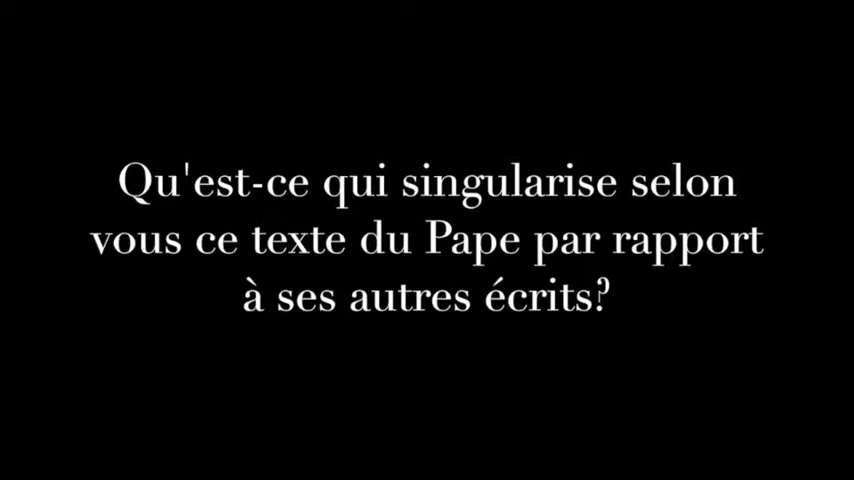 Qu'est-ce qui singularise selon
vous ce texte du Pape par rapport
à ses autres écrits?